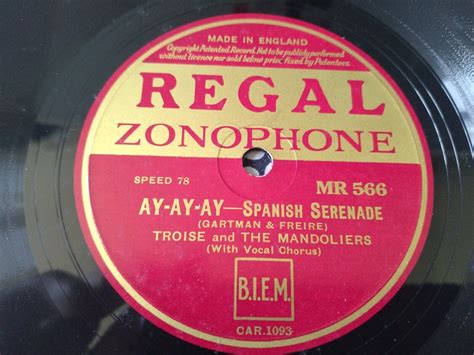 MADE IN ENGLAND
Copyright Patented Record. Not to be publicly performed
without licence nor sold below price fixed by Patentees.
REGAL
ZONOPHONE
SPEED 78
MR 566
AY-AY-AY—SPANISH SERENADE
(GARTMAN & FREIRE)
TROISE and THE MANDOLIERS
(With Vocal Chorus)
B.I.E.M.
CAR.1093